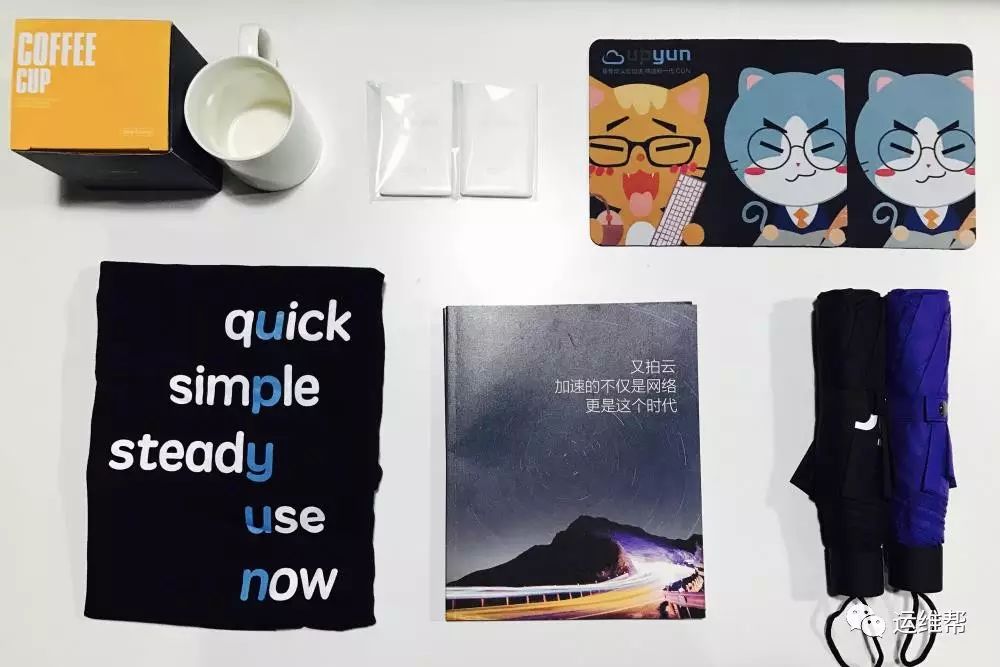 COFFEE
CUP
upyun
quick
simple
steady
use
now
又拍云
加速的不仅是网络
更是这个时代
运维帮